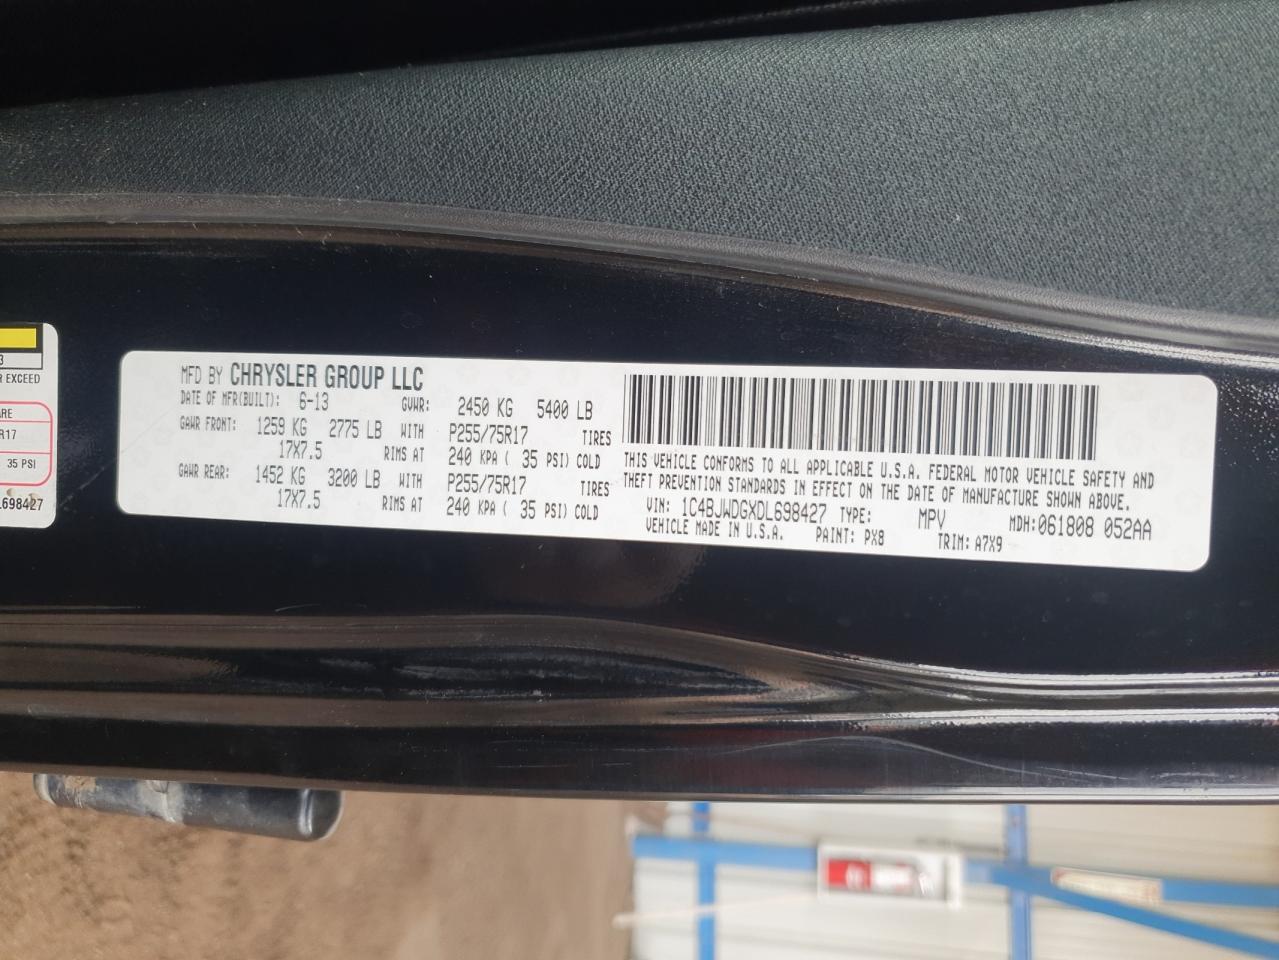 3
R EXCEED
ARE
R17
35 PSI
L698427
MFD BY CHRYSLER GROUP LLC
DATE OF MFR(BUILT): 6-13 GVWR: 2450 KG 5400 LB
GAWR FRONT: 1259 KG 2775 LB WITH P255/75R17 TIRES
17X7.5 RIMS AT 240 KPA ( 35 PSI) COLD
GAWR REAR: 1452 KG 3200 LB WITH P255/75R17 TIRES
17X7.5 RIMS AT 240 KPA ( 35 PSI) COLD
THIS VEHICLE CONFORMS TO ALL APPLICABLE U.S.A. FEDERAL MOTOR VEHICLE SAFETY AND
THEFT PREVENTION STANDARDS IN EFFECT ON THE DATE OF MANUFACTURE SHOWN ABOVE.
VIN: 1C4BJWDGXDL698427 TYPE: MPV MDH: 061808 052AA
VEHICLE MADE IN U.S.A. PAINT: PX8 TRIM: A7X9